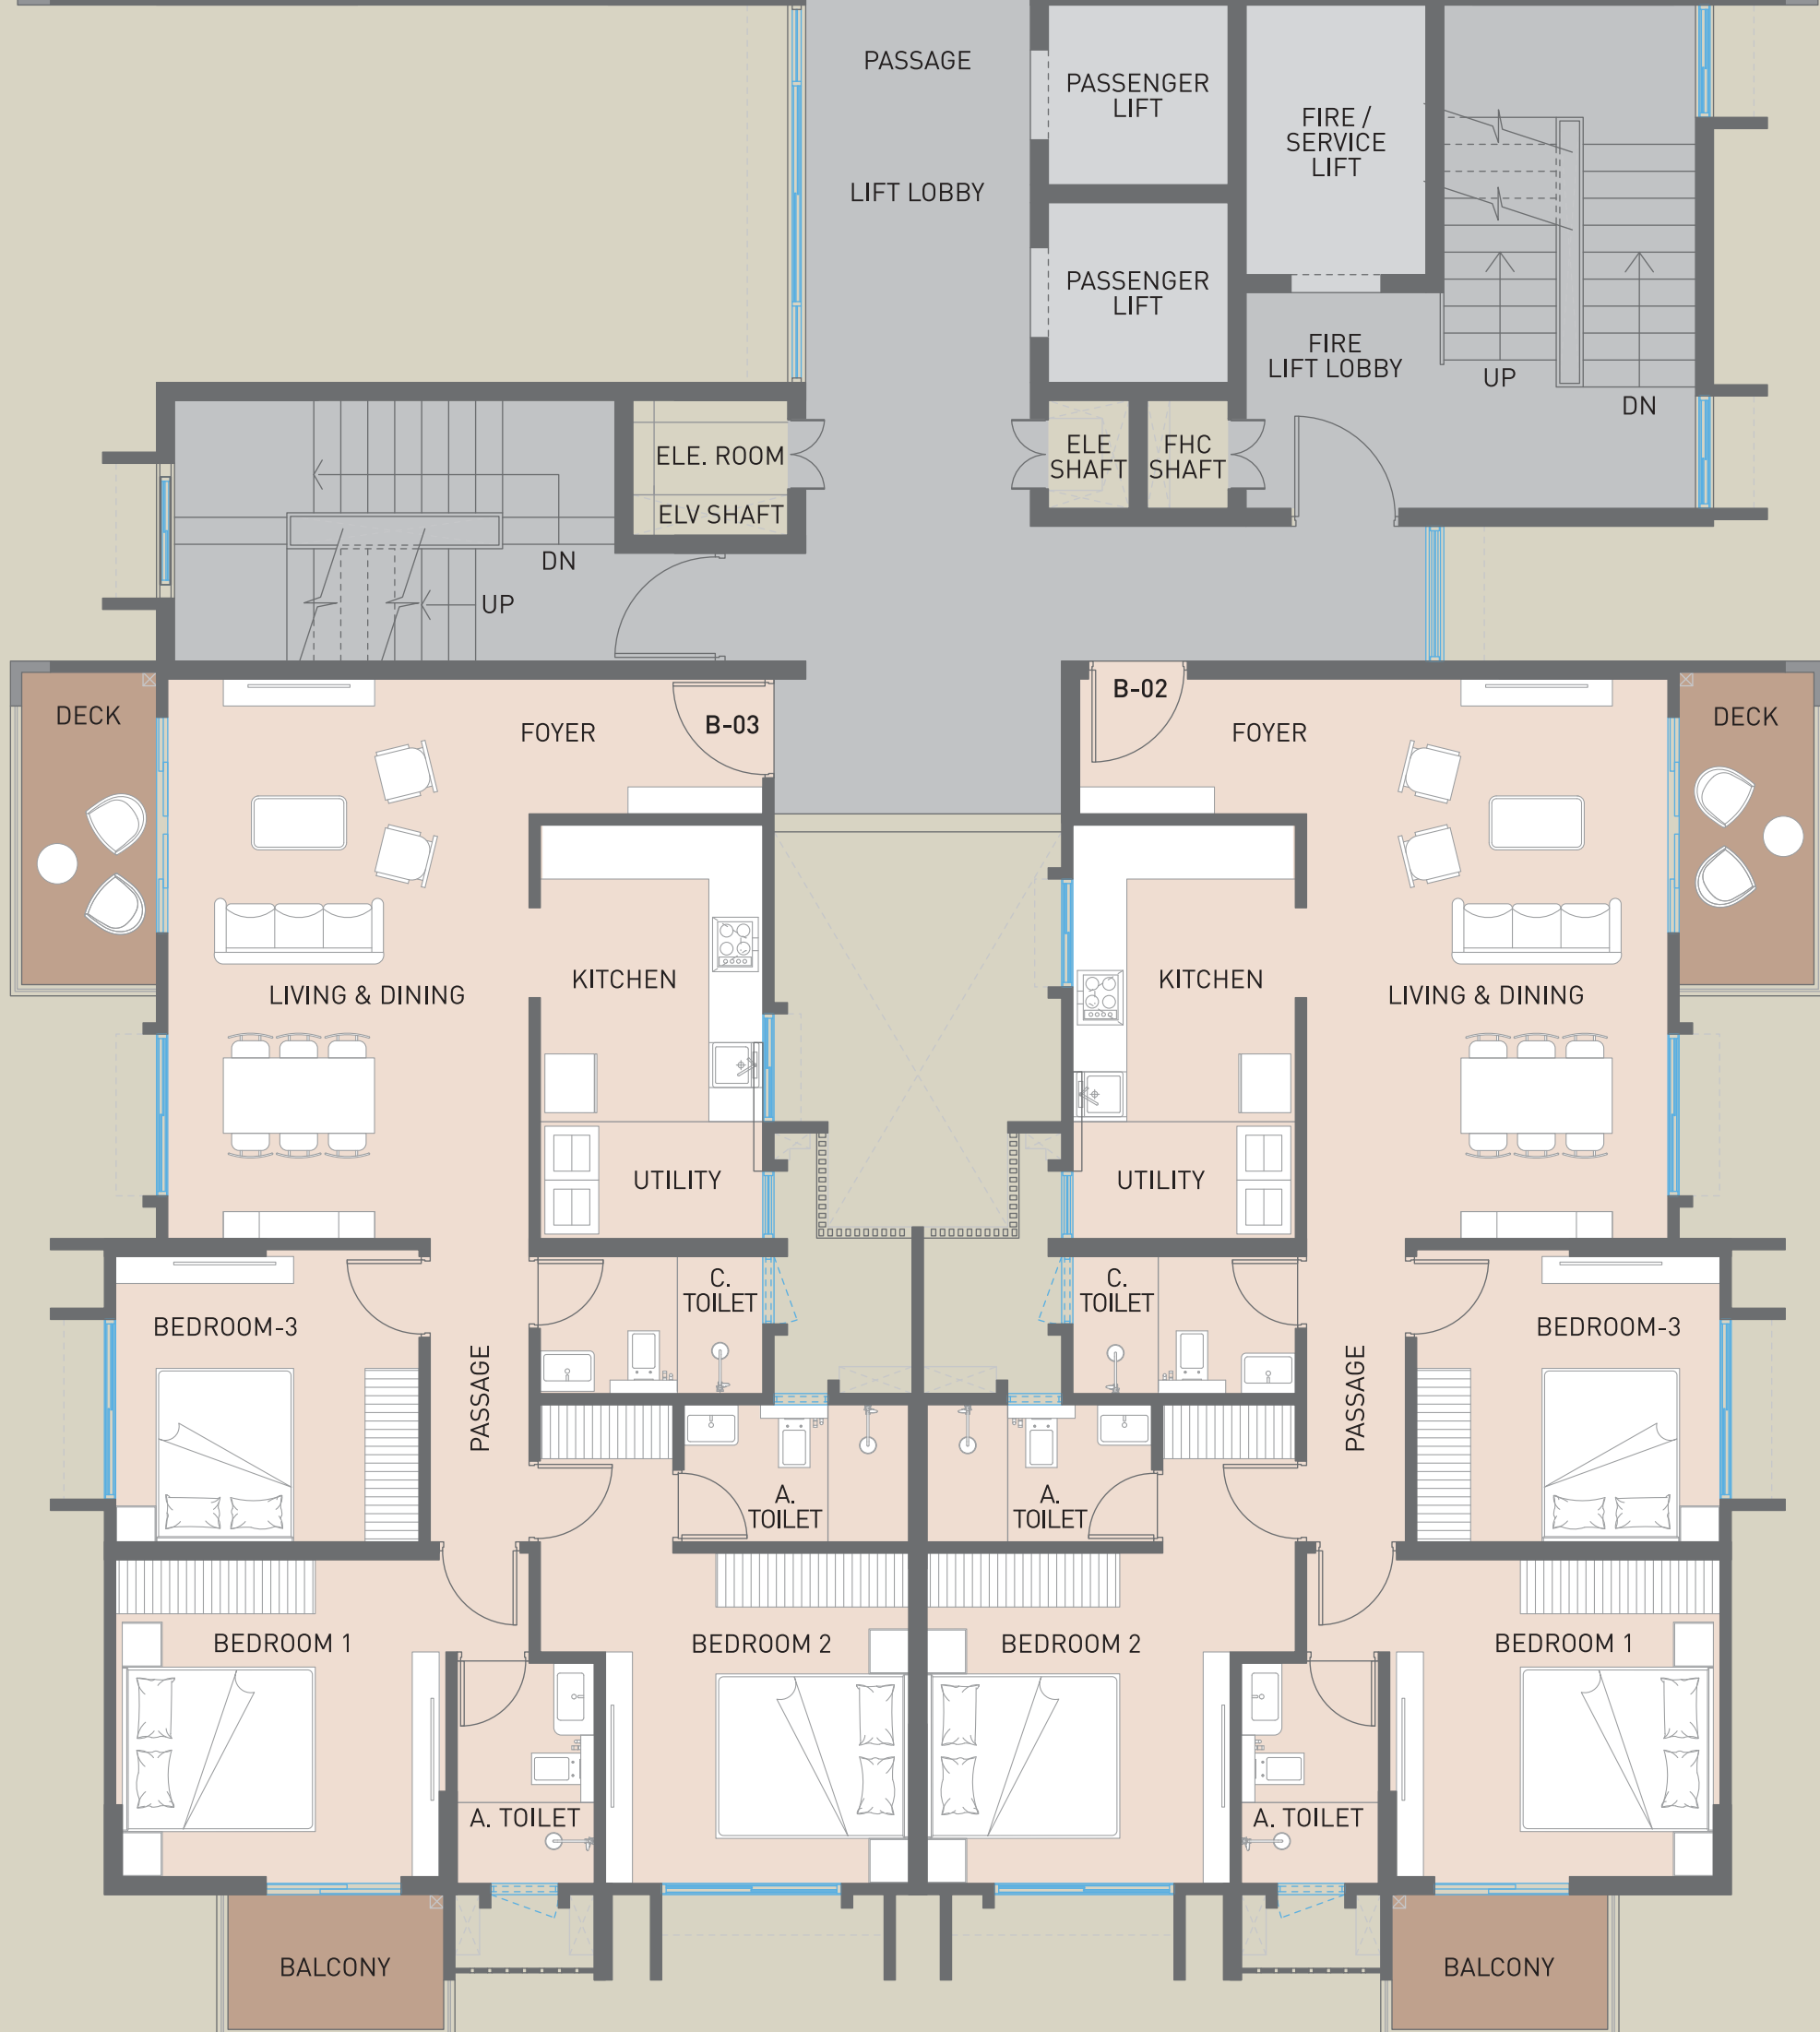 PASSAGE
PASSENGER
LIFT
FIRE /
SERVICE
LIFT
LIFT LOBBY
PASSENGER
LIFT
FIRE
LIFT LOBBY
UP
DN
ELE. ROOM
ELV SHAFT
ELE
SHAFT
FHC
SHAFT
DN
UP
DECK
FOYER
B-03
B-02
FOYER
DECK
KITCHEN
KITCHEN
LIVING & DINING
LIVING & DINING
UTILITY
UTILITY
C.
TOILET
C.
TOILET
BEDROOM-3
BEDROOM-3
PASSAGE
PASSAGE
A.
TOILET
A.
TOILET
BEDROOM 1
BEDROOM 2
BEDROOM 2
BEDROOM 1
A. TOILET
A. TOILET
BALCONY
BALCONY